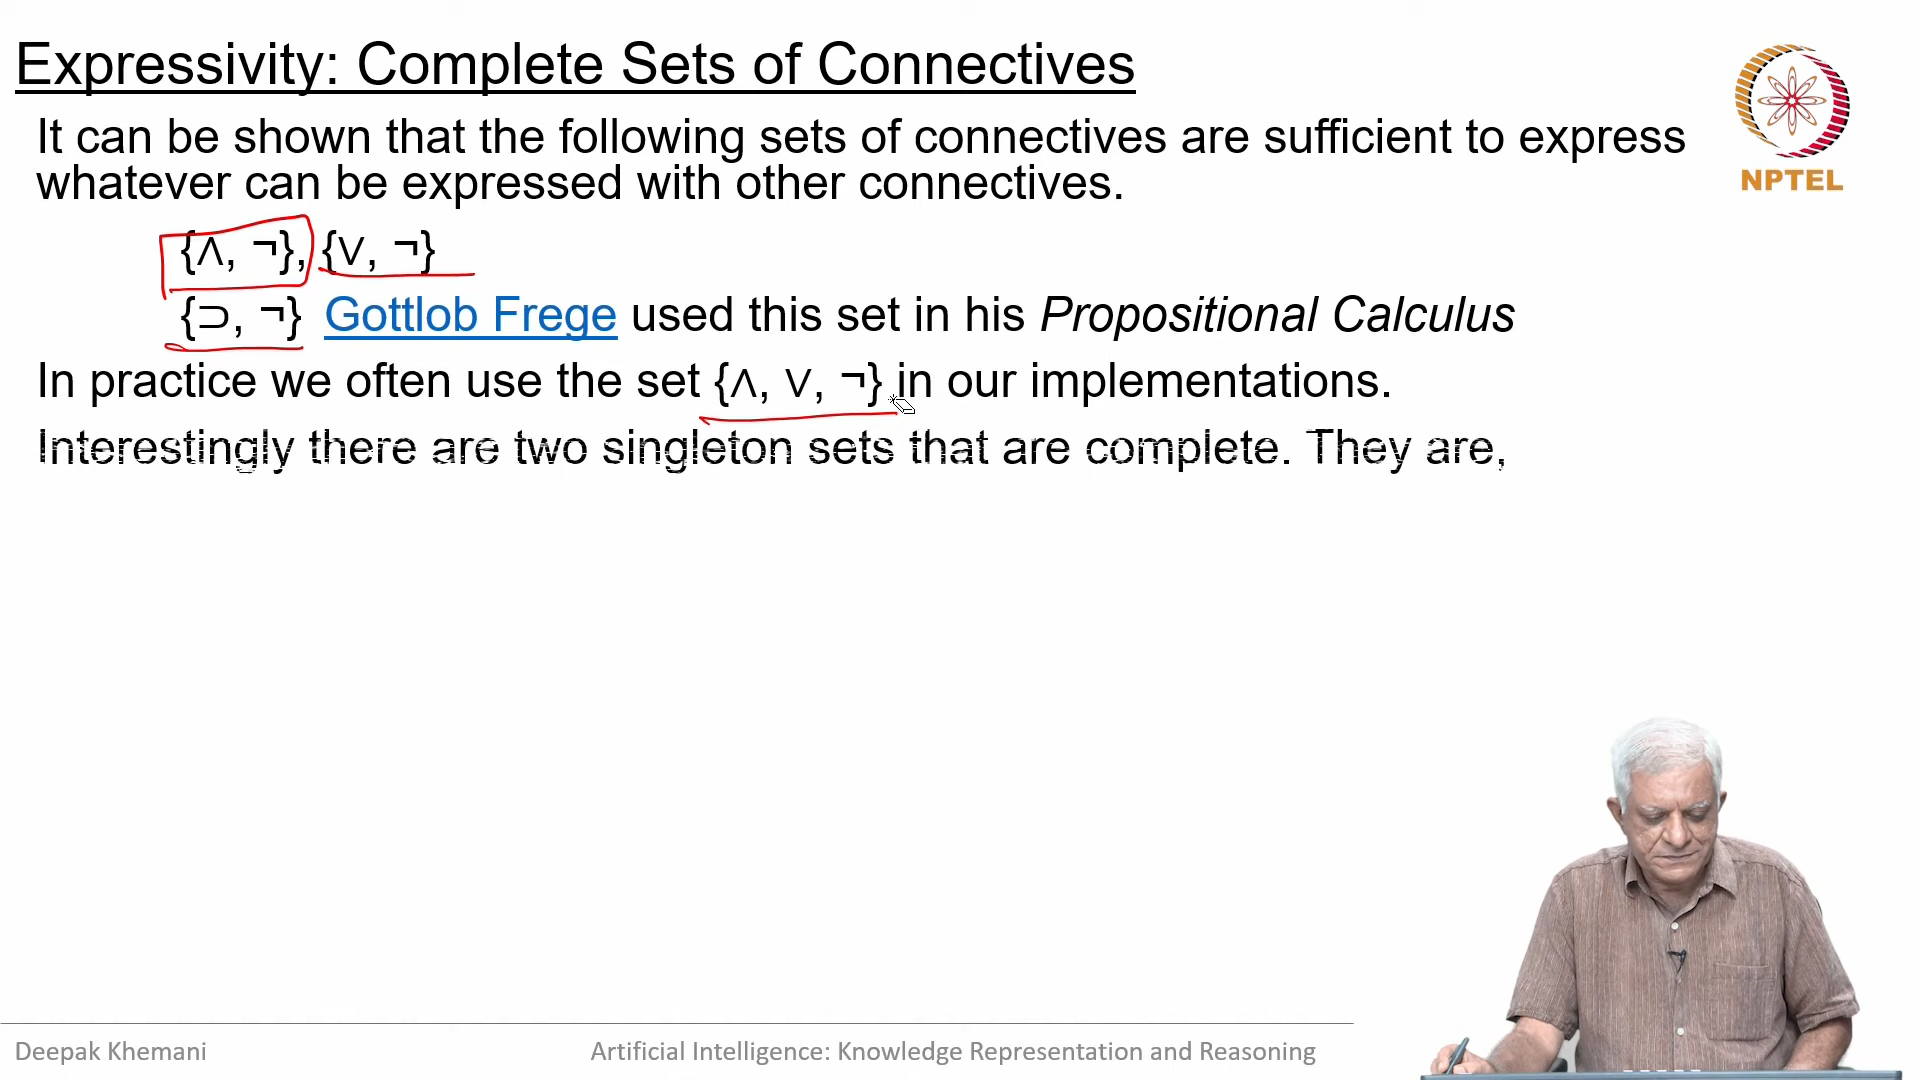 Expressivity: Complete Sets of Connectives
It can be shown that the following sets of connectives are sufficient to express
whatever can be expressed with other connectives.
{∧, ¬}, {∨, ¬}
{⊃, ¬} Gottlob Frege used this set in his Propositional Calculus
In practice we often use the set {∧, ∨, ¬} in our implementations.
Interestingly there are two singleton sets that are complete. They are,
NPTEL
Deepak Khemani
Artificial Intelligence: Knowledge Representation and Reasoning